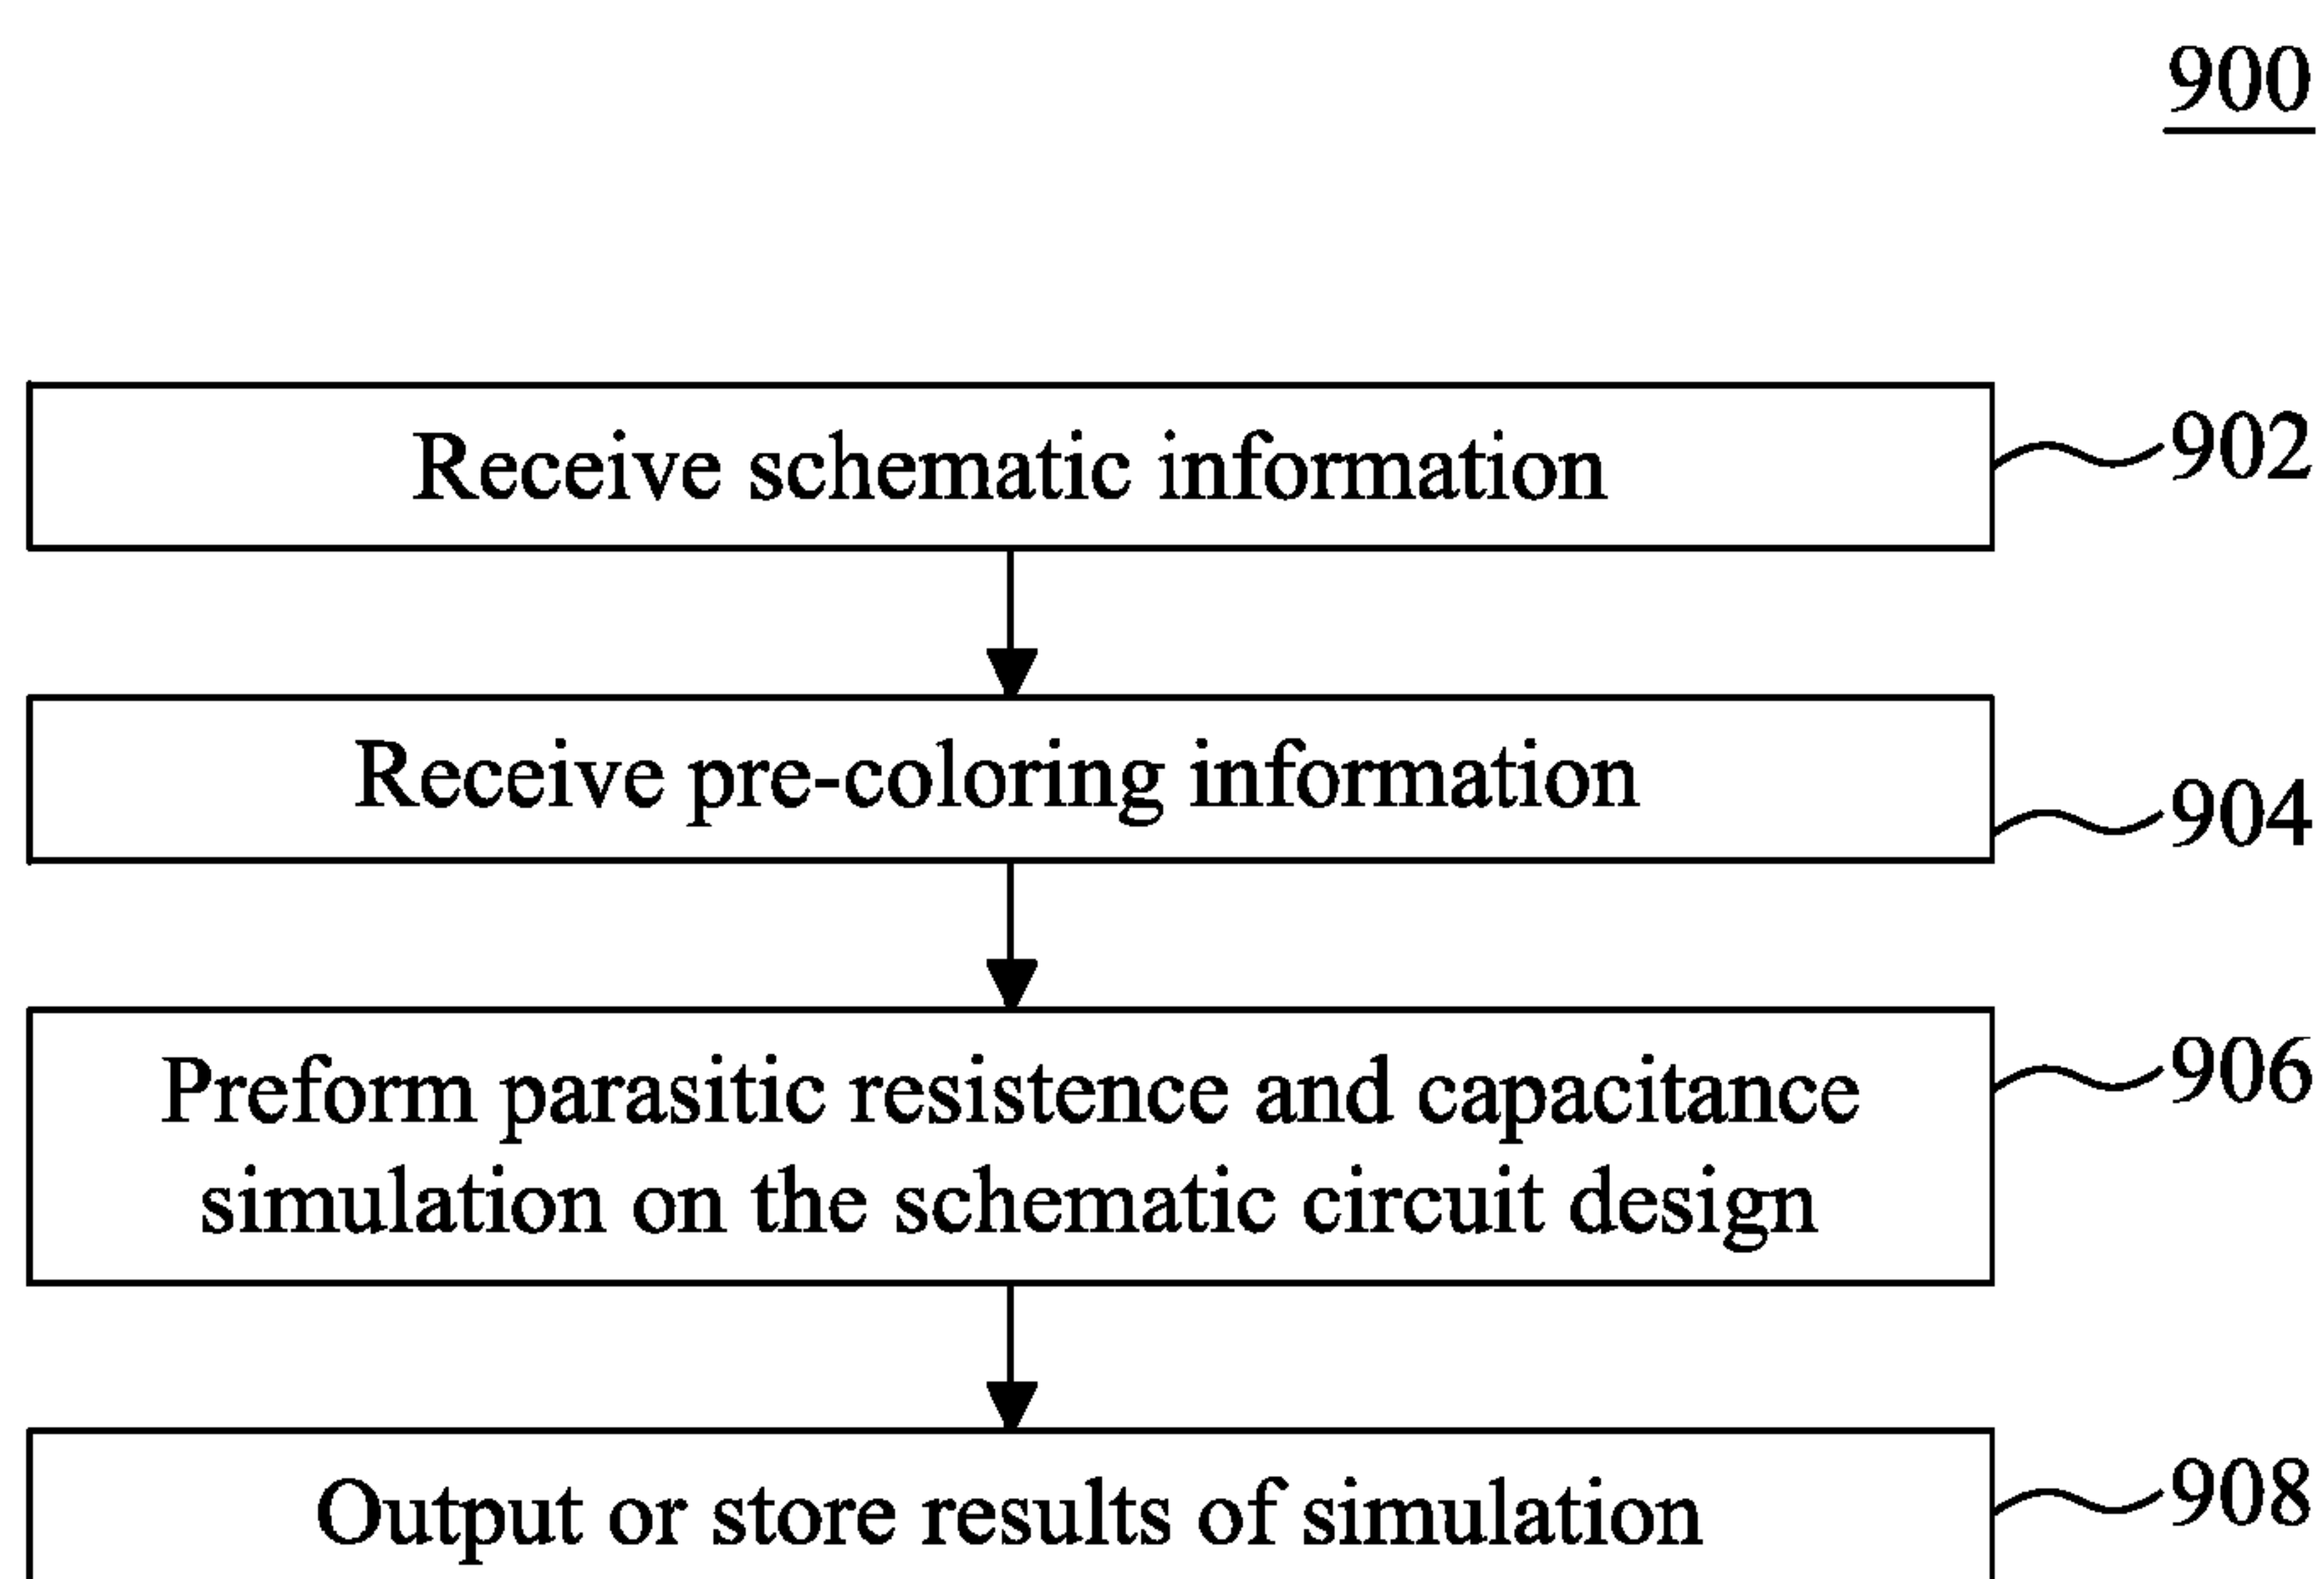 900
Receive schematic information
902
Receive pre-coloring information
904
Preform parasitic resistence and capacitance
simulation on the schematic circuit design
906
Output or store results of simulation
908